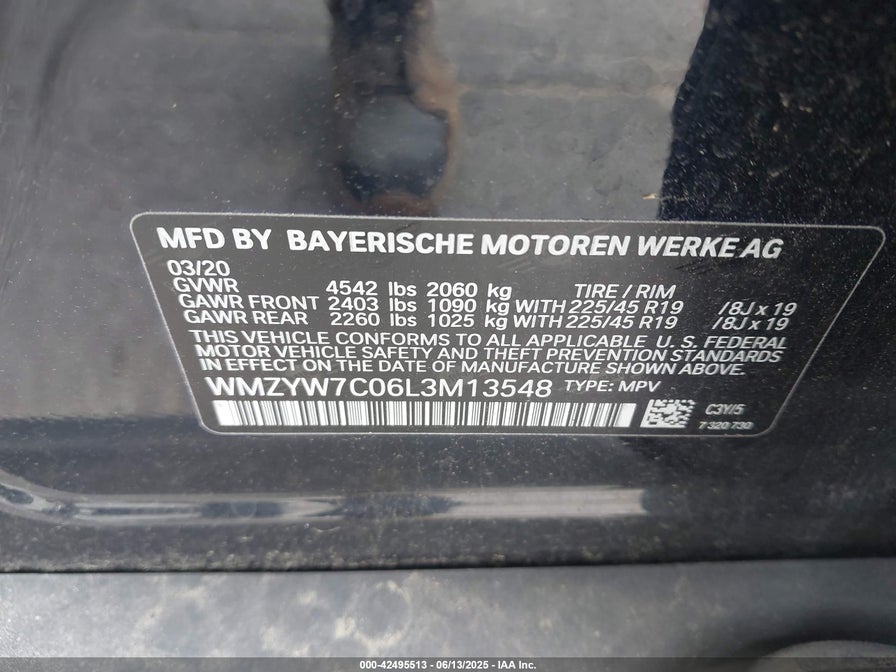 MFD BY BAYERISCHE MOTOREN WERKE AG
03/20
GVWR 4542 lbs 2060 kg TIRE / RIM
GAWR FRONT 2403 lbs 1090 kg WITH 225/45 R19 /8J x 19
GAWR REAR 2260 lbs 1025 kg WITH 225/45 R19 /8J x 19
THIS VEHICLE CONFORMS TO ALL APPLICABLE U. S. FEDERAL
MOTOR VEHICLE SAFETY AND THEFT PREVENTION STANDARDS
IN EFFECT ON THE DATE OF MANUFACTURE SHOWN ABOVE.
WMZYW7C06L3M13548 TYPE: MPV
C3Y/5
7 320 730
000-42495513 - 06/13/2025 - IAA Inc.